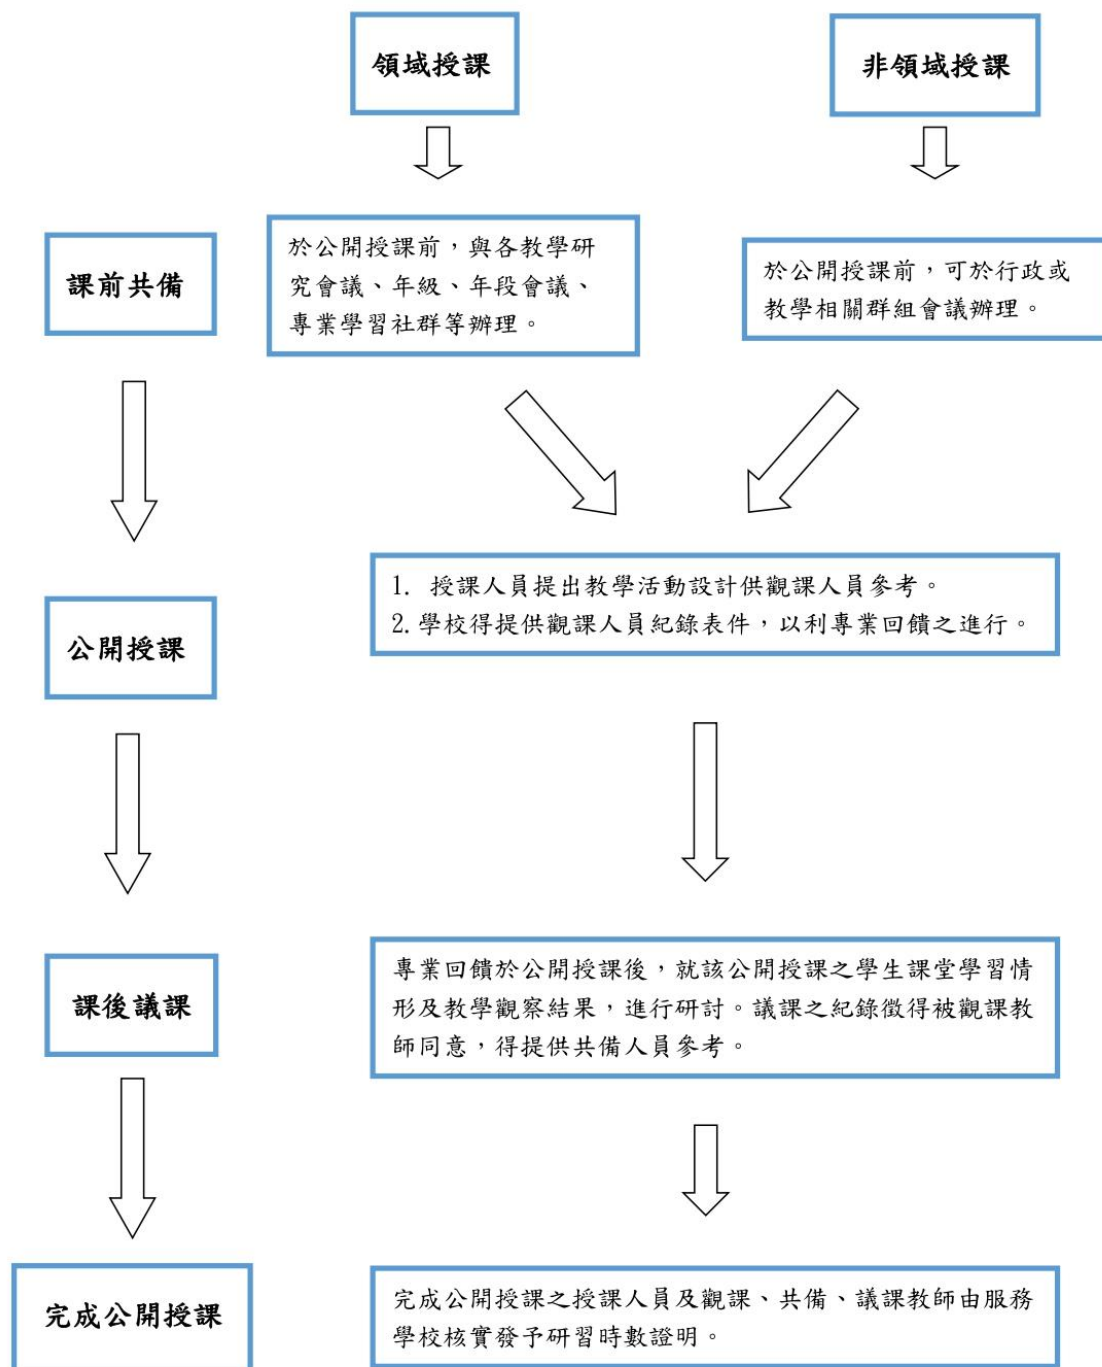 領域授課
非領域授課
課前共備
於公開授課前，與各教學研
究會議、年級、年段會議、
專業學習社群等辦理。
於公開授課前，可於行政或
教學相關群組會議辦理。
公開授課
1. 授課人員提出教學活動設計供觀課人員參考。
2. 學校得提供觀課人員紀錄表件，以利專業回饋之進行。
課後議課
專業回饋於公開授課後，就該公開授課之學生課堂學習情
形及教學觀察結果，進行研討。議課之紀錄徵得被觀課教
師同意，得提供共備人員參考。
完成公開授課
完成公開授課之授課人員及觀課、共備、議課教師由服務
學校核實發予研習時數證明。